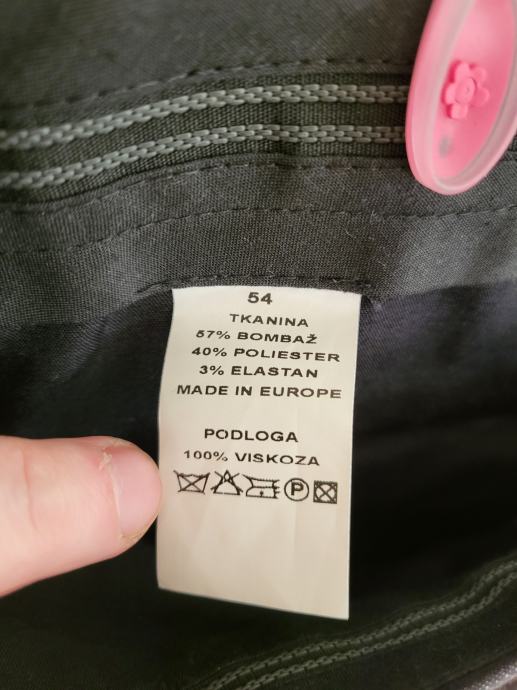 54
TKANINA
57% BOMBAŽ
40% POLIESTER
3% ELASTAN
MADE IN EUROPE
PODLOGA
100% VISKOZA
P